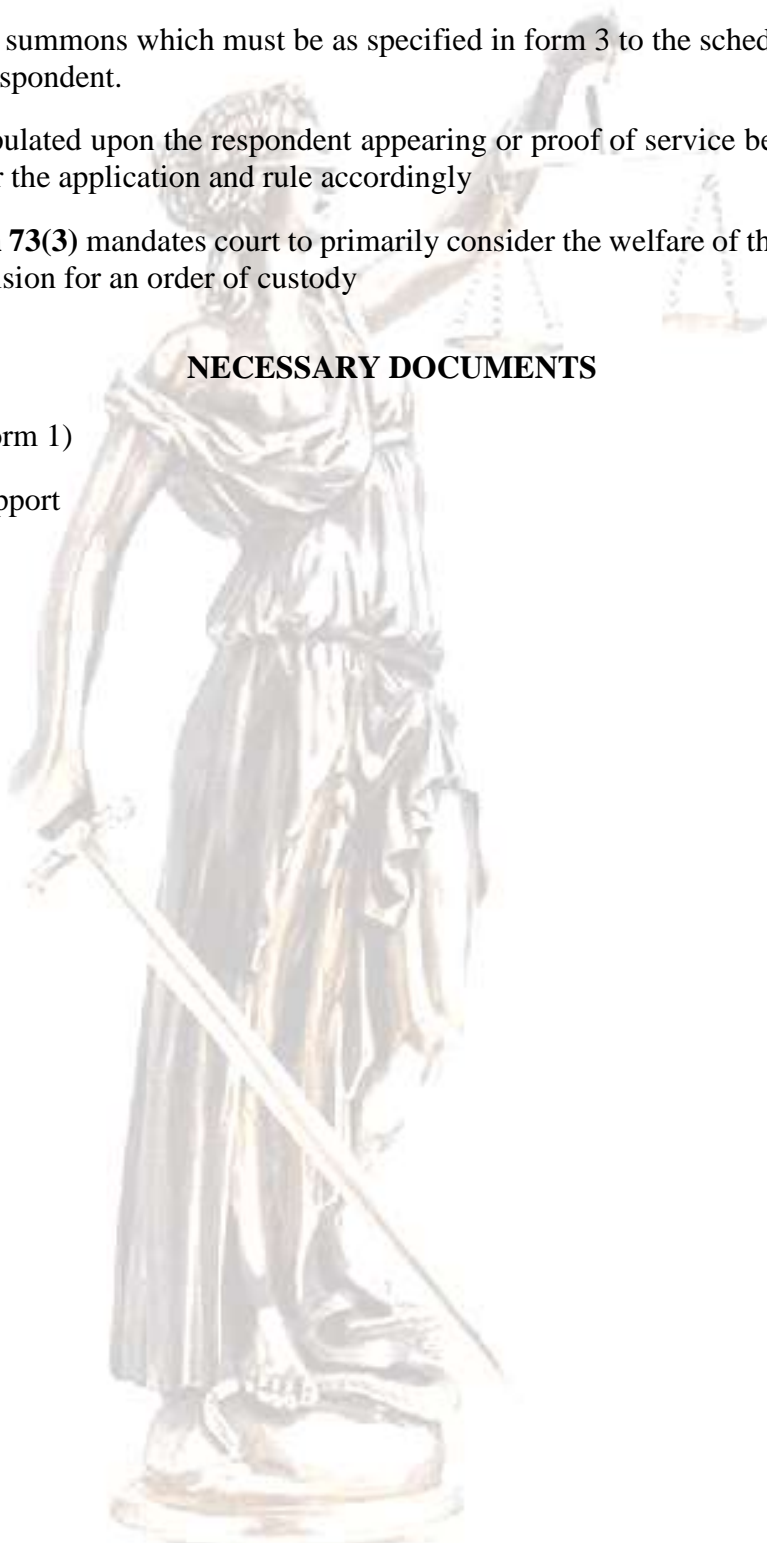 summons which must be as specified in form 3 to the sched
spondent.
pulated upon the respondent appearing or proof of service be
r the application and rule accordingly
73(3) mandates court to primarily consider the welfare of th
ision for an order of custody
NECESSARY DOCUMENTS
orm 1)
pport